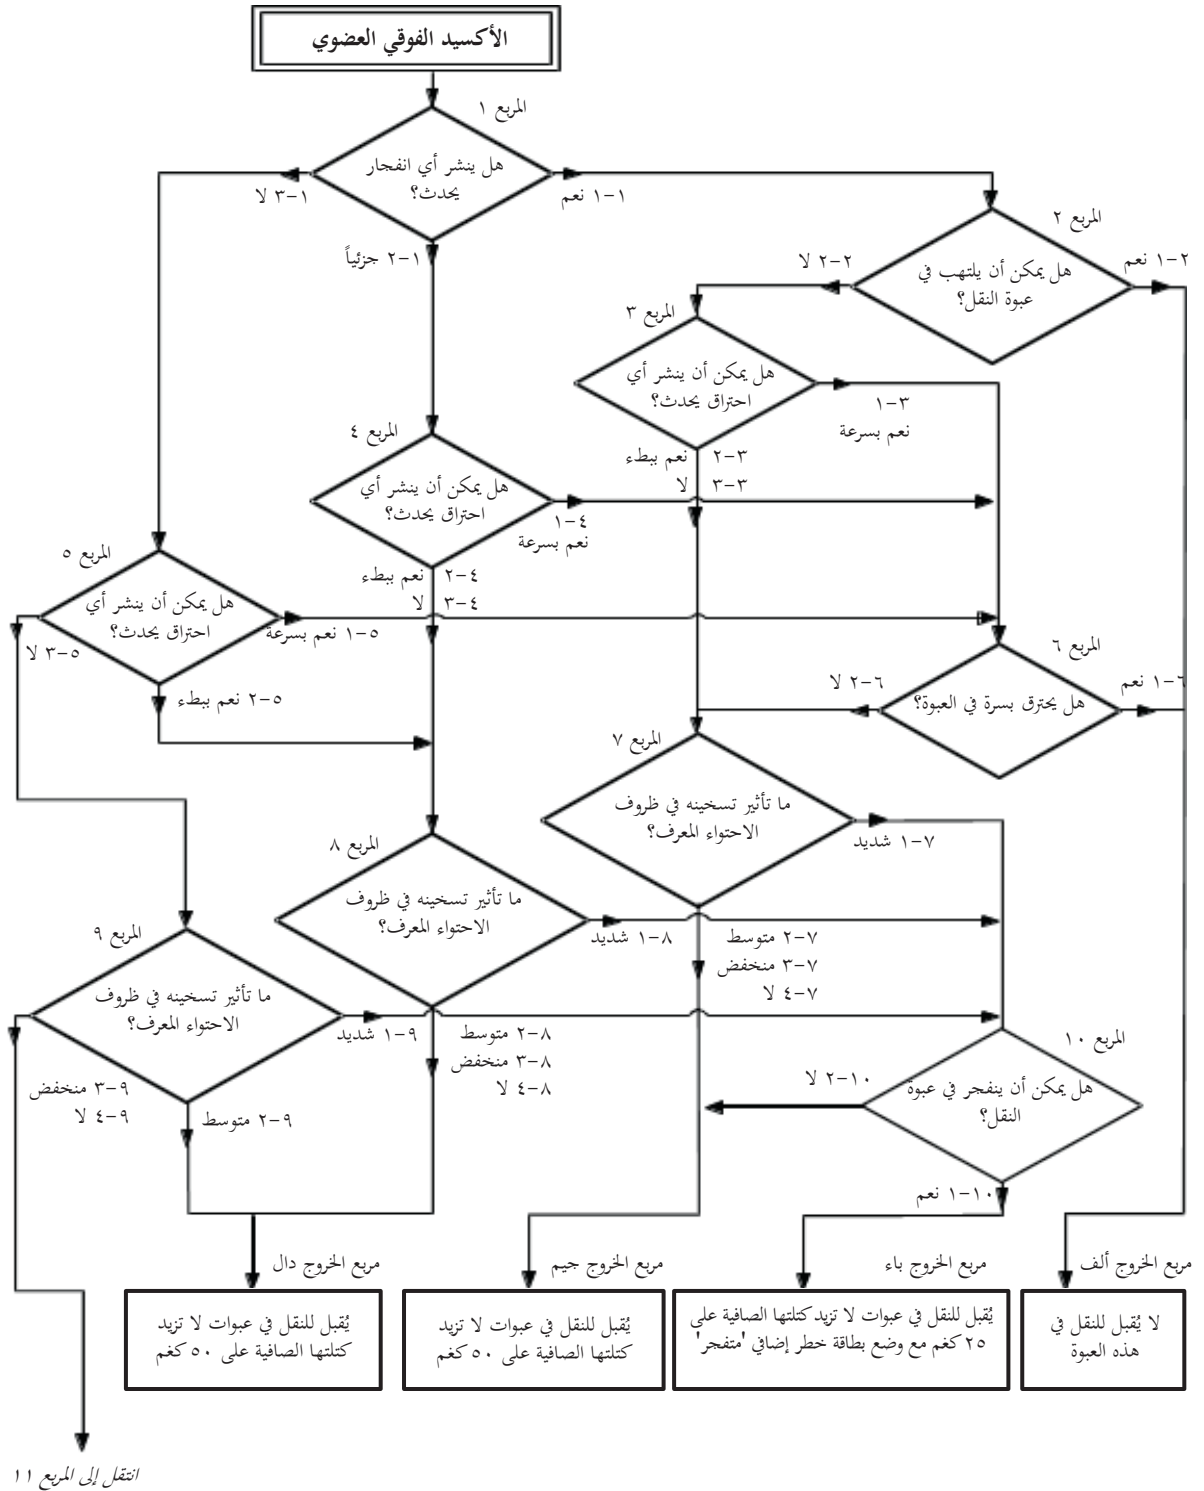 الأكسيد الفوقي العضوي
المربع ١
هل ينشر أي انفجار
يحدث؟
١-١ نعم
٣-١ لا
٢-١ جزئياً
المربع ٢
هل يمكن أن يلتهب في
عبوة النقل؟
١-٢ نعم
٢-٢ لا
المربع ٣
هل يمكن أن ينشر أي
احتراق يحدث؟
١-٣
نعم بسرعة
٢-٣ نعم ببطء
٣-٣ لا
المربع ٤
هل يمكن أن ينشر أي
احتراق يحدث؟
١-٤
نعم بسرعة
٢-٤ نعم ببطء
٣-٤ لا
المربع ٥
هل يمكن أن ينشر أي
احتراق يحدث؟
١-٥ نعم بسرعة
٣-٥ لا
٢-٥ نعم ببطء
المربع ٦
هل يحترق بسرة في العبوة؟
١-٦ نعم
٢-٦ لا
المربع ٧
ما تأثير تسخينه في ظروف
الاحتواء المعرف؟
١-٧ شديد
٢-٧ متوسط
٣-٧ منخفض
٤-٧ لا
المربع ٨
ما تأثير تسخينه في ظروف
الاحتواء المعرف؟
١-٨ شديد
٢-٨ متوسط
٣-٨ منخفض
٤-٨ لا
المربع ٩
ما تأثير تسخينه في ظروف
الاحتواء المعرف؟
١-٩ شديد
٣-٩ منخفض
٤-٩ لا
٢-٩ متوسط
المربع ١٠
هل يمكن أن ينفجر في عبوة
النقل؟
٢-١٠ لا
١-١٠ نعم
مربع الخروج ألف
لا يُقبل للنقل في
هذه العبوة
مربع الخروج باء
يُقبل للنقل في عبوات لا تزيد كتلتها الصافية على
٢٥ كغم مع وضع بطاقة خطر إضافي 'متفجر'
مربع الخروج جيم
يُقبل للنقل في عبوات لا تزيد
كتلتها الصافية على ٥٠ كغم
مربع الخروج دال
يُقبل للنقل في عبوات لا تزيد
كتلتها الصافية على ٥٠ كغم
انتقل إلى المربع ١١